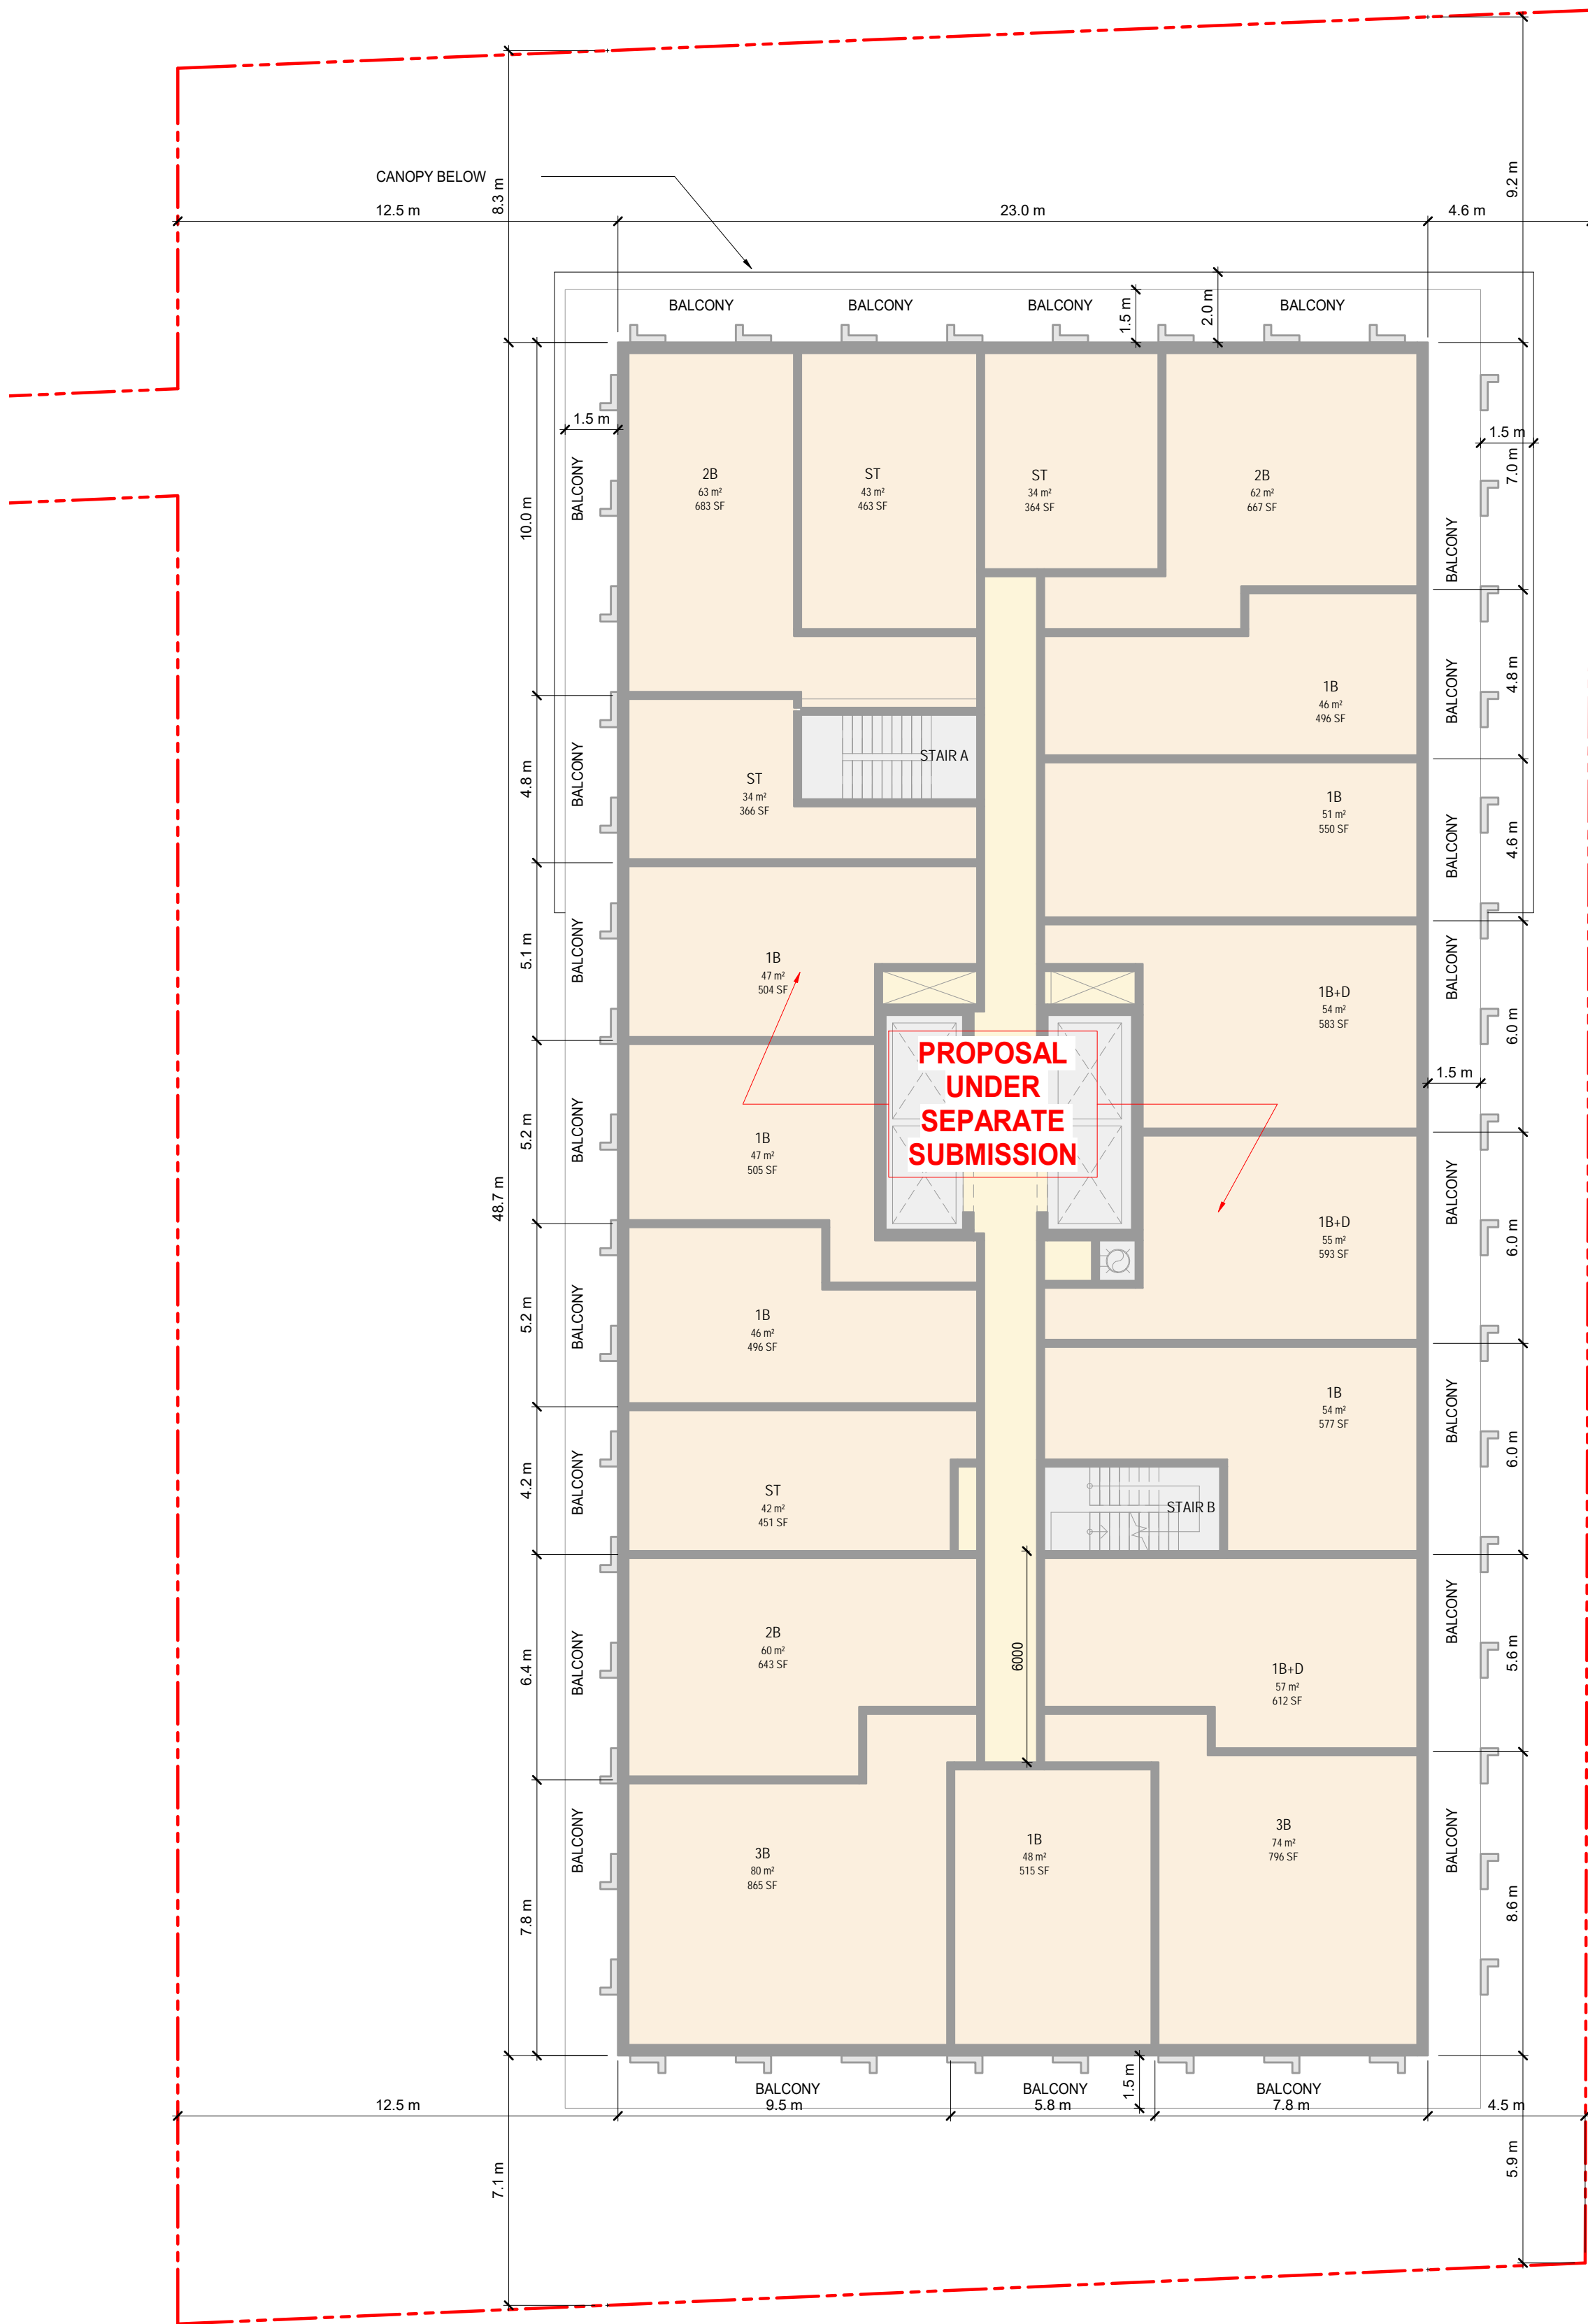 9.2 m
CANOPY BELOW
8.3 m
12.5 m
23.0 m
4.6 m
BALCONY
BALCONY
BALCONY
BALCONY
1.5 m
2.0 m
1.5 m
1.5 m
7.0 m
2B
63 m²
683 SF
ST
43 m²
463 SF
ST
34 m²
364 SF
2B
62 m²
667 SF
BALCONY
10.0 m
BALCONY
1B
46 m²
496 SF
BALCONY
4.8 m
STAIR A
4.8 m
BALCONY
ST
34 m²
366 SF
1B
51 m²
550 SF
BALCONY
4.6 m
5.1 m
BALCONY
1B
47 m²
504 SF
1B+D
54 m²
583 SF
BALCONY
6.0 m
PROPOSAL
UNDER
SEPARATE
SUBMISSION
1.5 m
48.7 m
5.2 m
BALCONY
1B
47 m²
505 SF
1B+D
55 m²
593 SF
BALCONY
6.0 m
5.2 m
BALCONY
1B
46 m²
496 SF
1B
54 m²
577 SF
BALCONY
6.0 m
4.2 m
BALCONY
ST
42 m²
451 SF
STAIR B
6.4 m
BALCONY
2B
60 m²
643 SF
6000
1B+D
57 m²
612 SF
BALCONY
5.6 m
7.8 m
BALCONY
3B
80 m²
865 SF
1B
48 m²
515 SF
3B
74 m²
796 SF
BALCONY
8.6 m
BALCONY
BALCONY
BALCONY
1.5 m
12.5 m
9.5 m
5.8 m
7.8 m
4.5 m
7.1 m
5.9 m